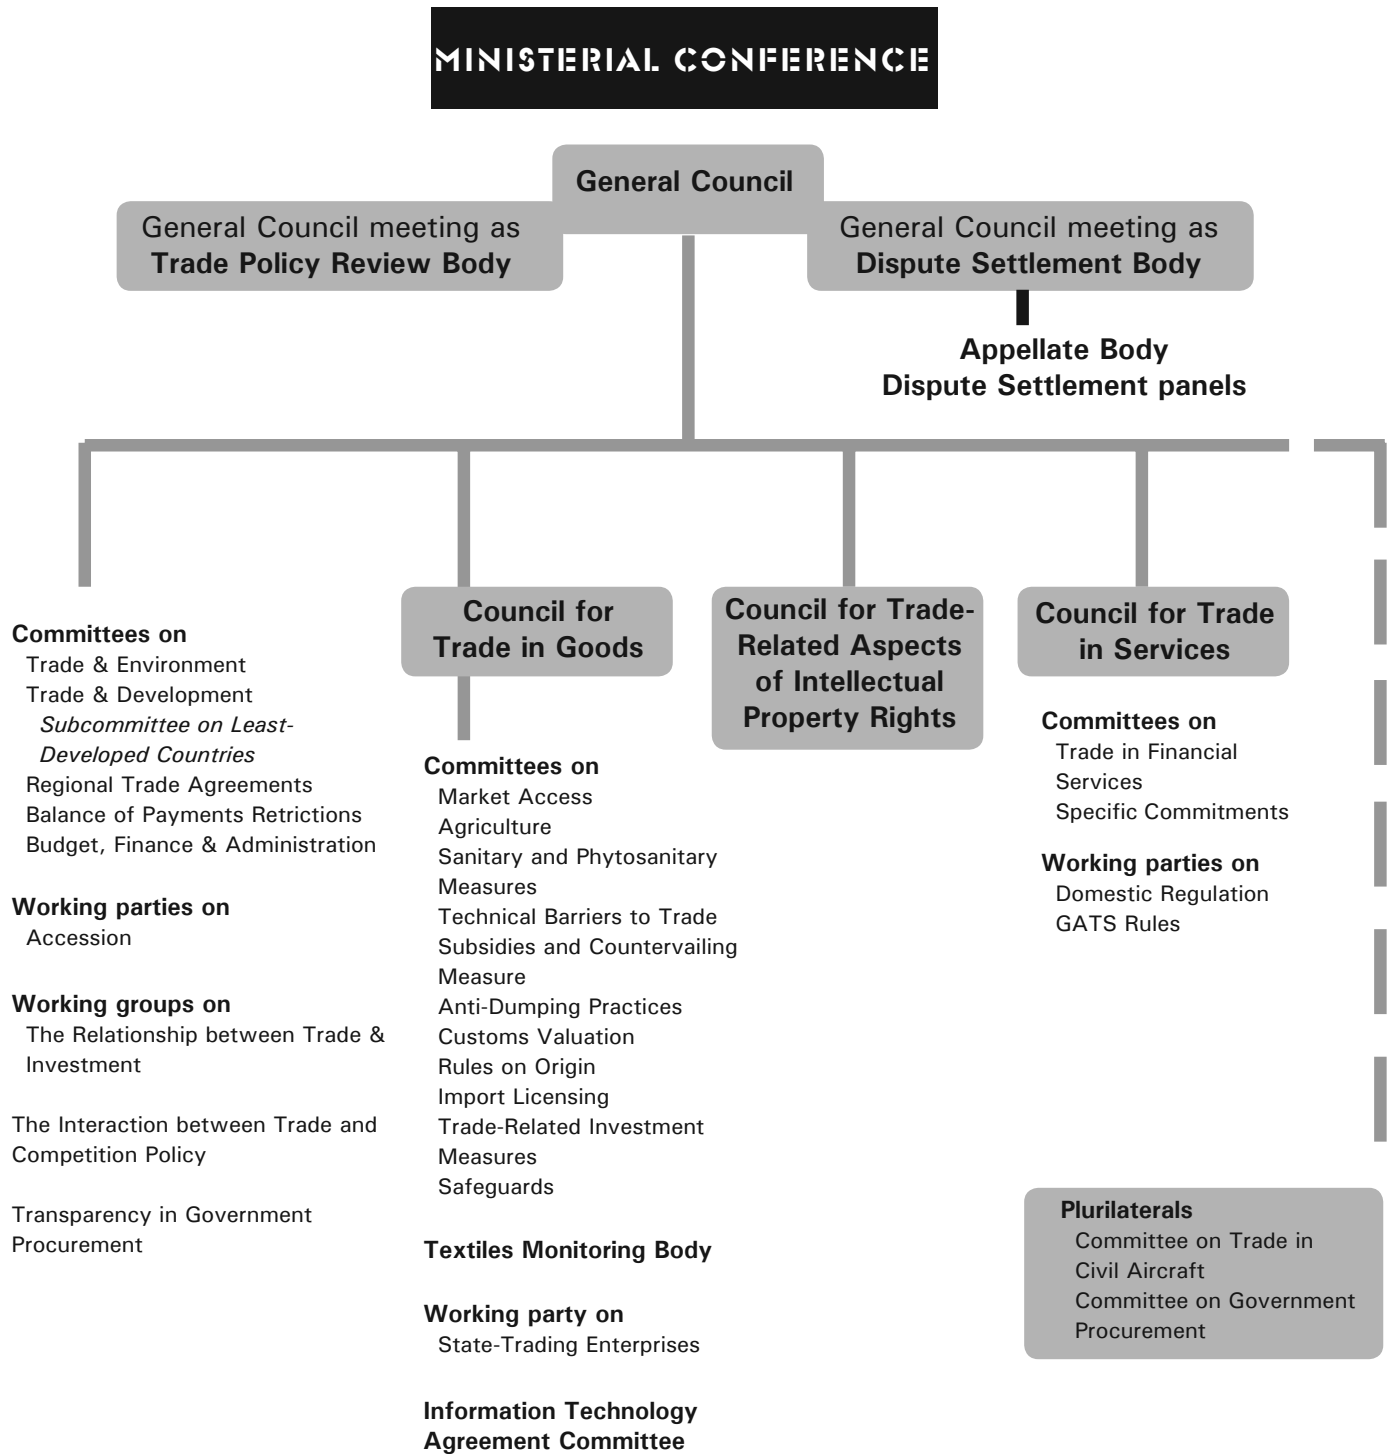 MINISTERIAL CONFERENCE
General Council
General Council meeting as
Trade Policy Review Body
General Council meeting as
Dispute Settlement Body
Appellate Body
Dispute Settlement panels
Committees on
Trade & Environment
Trade & Development
Subcommittee on Least-
Developed Countries
Regional Trade Agreements
Balance of Payments Retrictions
Budget, Finance & Administration
Working parties on
Accession
Working groups on
The Relationship between Trade &
Investment
The Interaction between Trade and
Competition Policy
Transparency in Government
Procurement
Council for
Trade in Goods
Committees on
Market Access
Agriculture
Sanitary and Phytosanitary
Measures
Technical Barriers to Trade
Subsidies and Countervailing
Measure
Anti-Dumping Practices
Customs Valuation
Rules on Origin
Import Licensing
Trade-Related Investment
Measures
Safeguards
Textiles Monitoring Body
Working party on
State-Trading Enterprises
Information Technology
Agreement Committee
Council for Trade-
Related Aspects
of Intellectual
Property Rights
Council for Trade
in Services
Committees on
Trade in Financial
Services
Specific Commitments
Working parties on
Domestic Regulation
GATS Rules
Plurilaterals
Committee on Trade in
Civil Aircraft
Committee on Government
Procurement